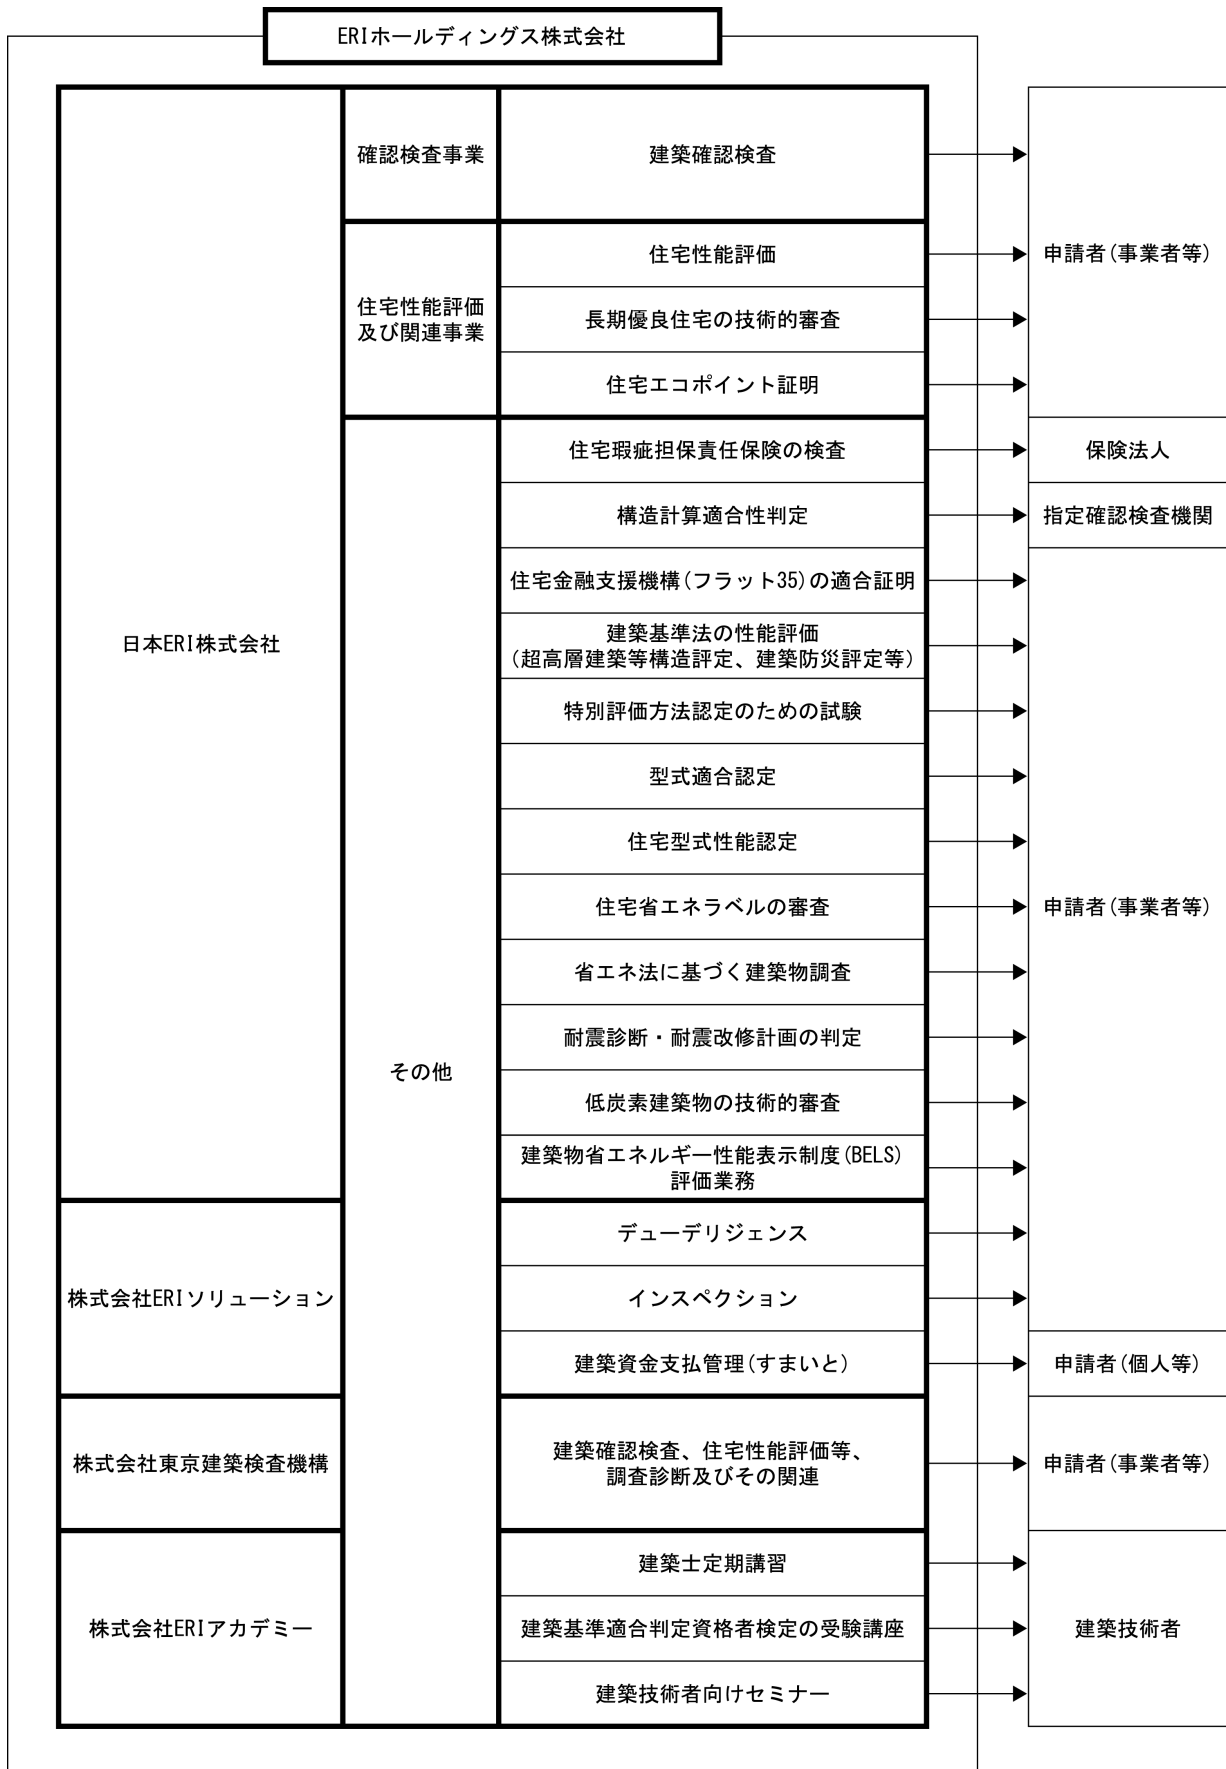 ERIホールディングス株式会社
日本ERI株式会社
確認検査事業
建築確認検査
申請者(事業者等)
住宅性能評価
及び関連事業
住宅性能評価
長期優良住宅の技術的審査
住宅エコポイント証明
その他
住宅瑕疵担保責任保険の検査
保険法人
構造計算適合性判定
指定確認検査機関
住宅金融支援機構(フラット35)の適合証明
建築基準法の性能評価
(超高層建築等構造評定、建築防災評定等)
特別評価方法認定のための試験
型式適合認定
住宅型式性能認定
住宅省エネラベルの審査
申請者(事業者等)
省エネ法に基づく建築物調査
耐震診断・耐震改修計画の判定
低炭素建築物の技術的審査
建築物省エネルギー性能表示制度(BELS)
評価業務
株式会社ERIソリューション
デューデリジェンス
インスペクション
建築資金支払管理(すまいと)
申請者(個人等)
株式会社東京建築検査機構
建築確認検査、住宅性能評価等、
調査診断及びその関連
申請者(事業者等)
株式会社ERIアカデミー
建築士定期講習
建築基準適合判定資格者検定の受験講座
建築技術者向けセミナー
建築技術者